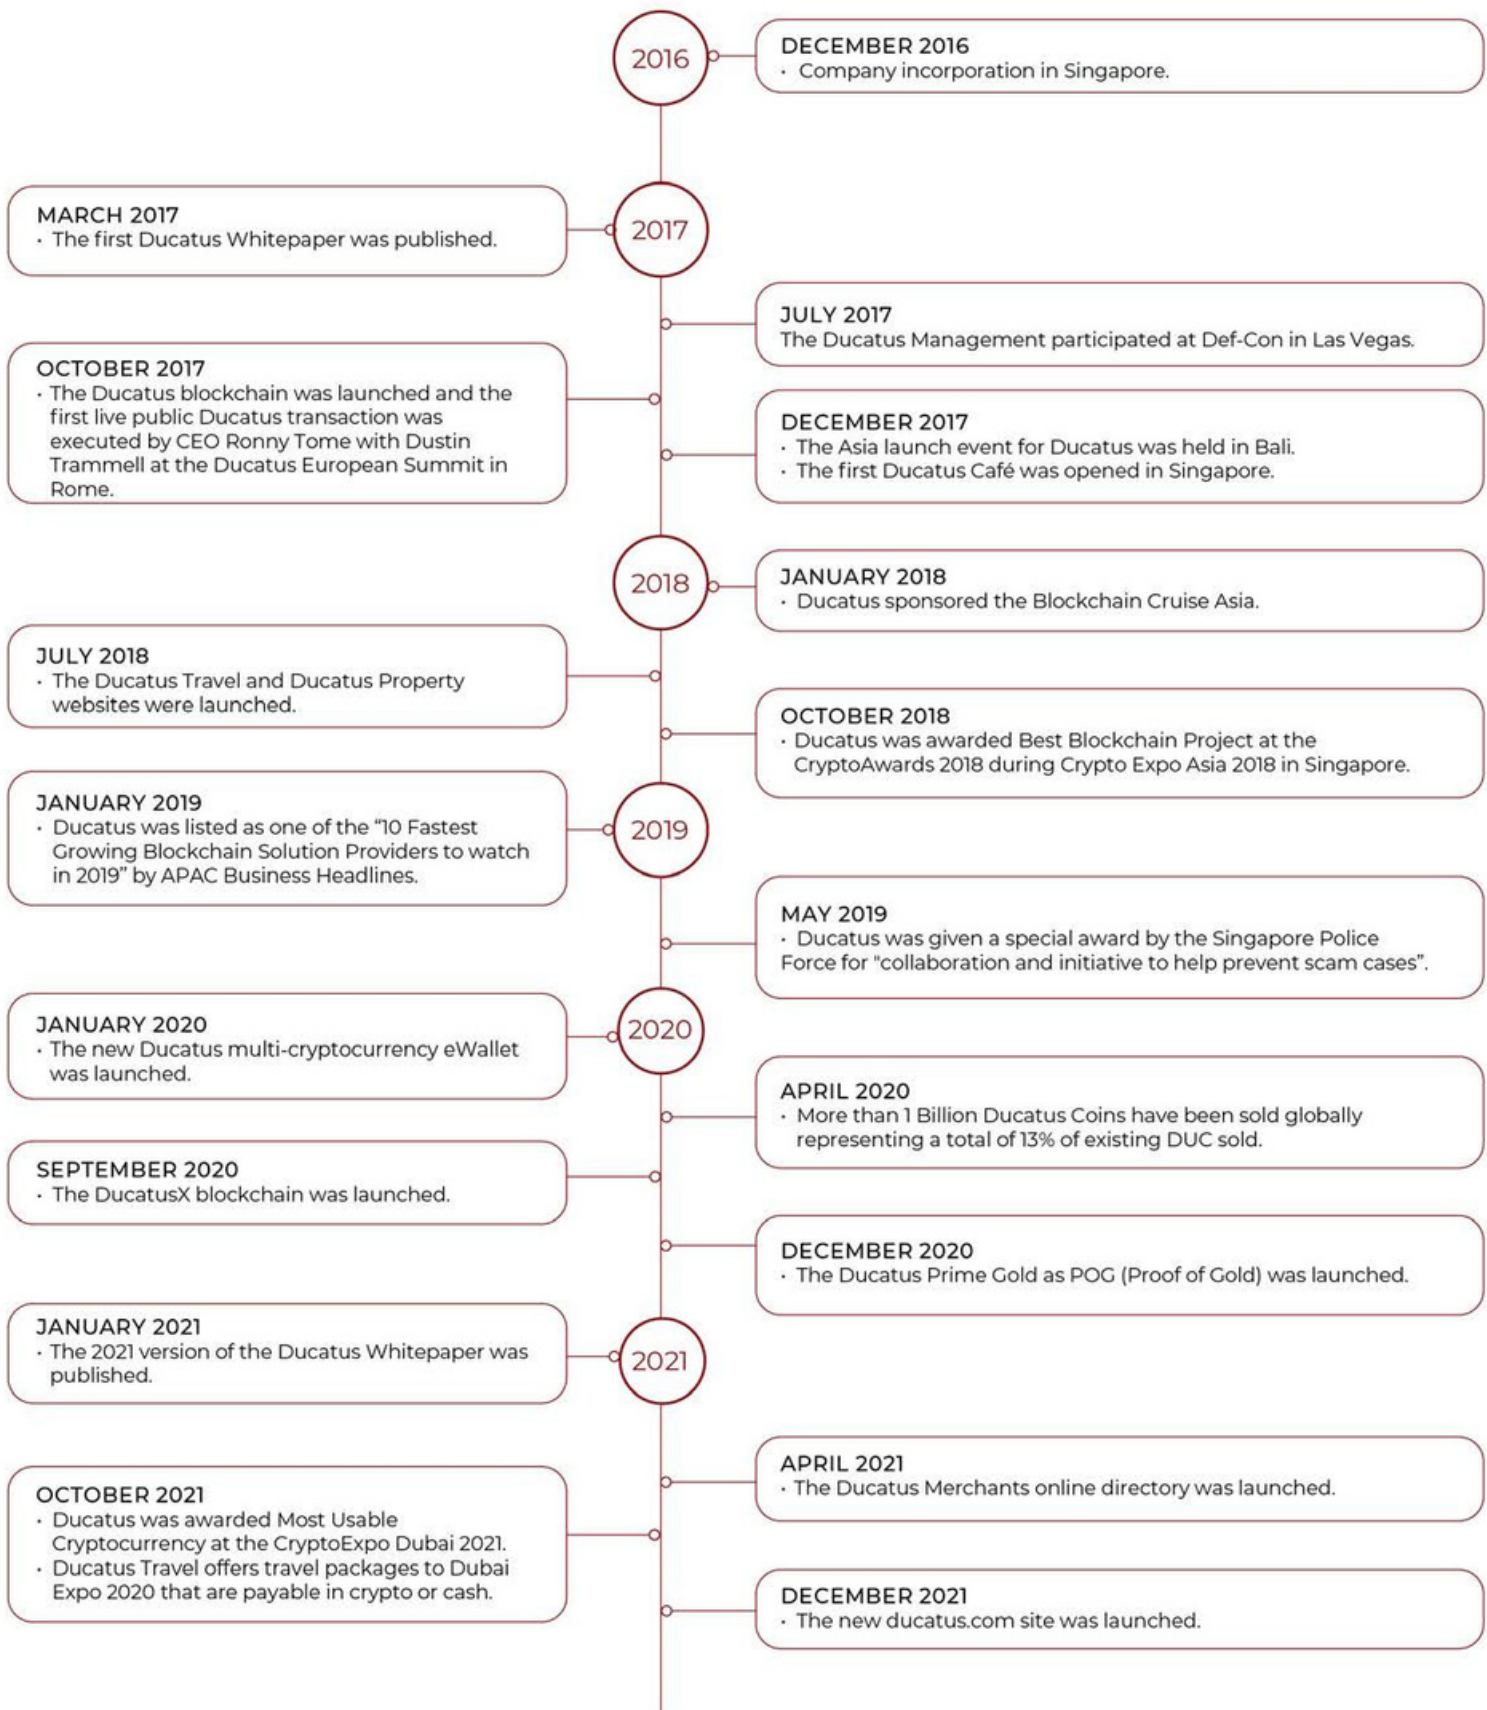 2016
DECEMBER 2016
· Company incorporation in Singapore.
MARCH 2017
· The first Ducatus Whitepaper was published.
2017
JULY 2017
The Ducatus Management participated at Def-Con in Las Vegas.
OCTOBER 2017
· The Ducatus blockchain was launched and the
first live public Ducatus transaction was
executed by CEO Ronny Tome with Dustin
Trammell at the Ducatus European Summit in
Rome.
DECEMBER 2017
· The Asia launch event for Ducatus was held in Bali.
· The first Ducatus Café was opened in Singapore.
2018
JANUARY 2018
· Ducatus sponsored the Blockchain Cruise Asia.
JULY 2018
· The Ducatus Travel and Ducatus Property
websites were launched.
OCTOBER 2018
· Ducatus was awarded Best Blockchain Project at the
CryptoAwards 2018 during Crypto Expo Asia 2018 in Singapore.
JANUARY 2019
· Ducatus was listed as one of the “10 Fastest
Growing Blockchain Solution Providers to watch
in 2019” by APAC Business Headlines.
2019
MAY 2019
· Ducatus was given a special award by the Singapore Police
Force for "collaboration and initiative to help prevent scam cases”.
JANUARY 2020
· The new Ducatus multi-cryptocurrency eWallet
was launched.
2020
APRIL 2020
· More than 1 Billion Ducatus Coins have been sold globally
representing a total of 13% of existing DUC sold.
SEPTEMBER 2020
· The DucatusX blockchain was launched.
DECEMBER 2020
· The Ducatus Prime Gold as POG (Proof of Gold) was launched.
JANUARY 2021
· The 2021 version of the Ducatus Whitepaper was
published.
2021
APRIL 2021
· The Ducatus Merchants online directory was launched.
OCTOBER 2021
· Ducatus was awarded Most Usable
Cryptocurrency at the CryptoExpo Dubai 2021.
· Ducatus Travel offers travel packages to Dubai
Expo 2020 that are payable in crypto or cash.
DECEMBER 2021
· The new ducatus.com site was launched.